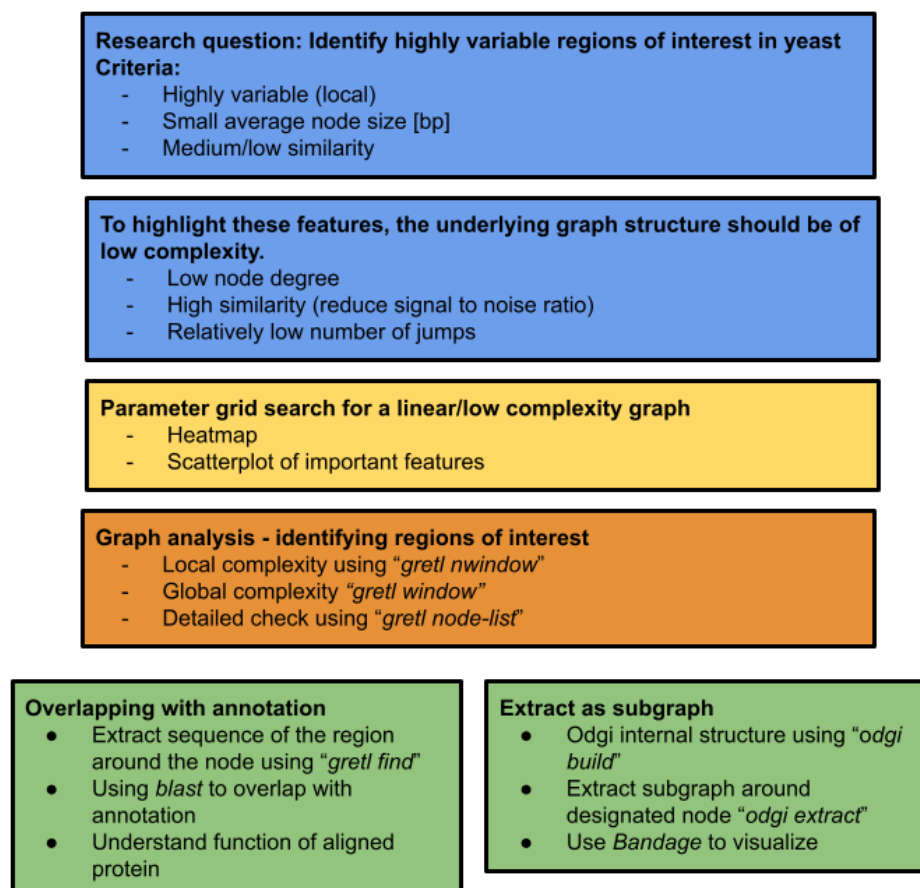 Research question: Identify highly variable regions of interest in yeast
Criteria:
- Highly variable (local)
- Small average node size [bp]
- Medium/low similarity
To highlight these features, the underlying graph structure should be of
low complexity.
- Low node degree
- High similarity (reduce signal to noise ratio)
- Relatively low number of jumps
Parameter grid search for a linear/low complexity graph
- Heatmap
- Scatterplot of important features
Graph analysis - identifying regions of interest
- Local complexity using “gretl nwindow”
- Global complexity “gretl window”
- Detailed check using “gretl node-list”
Overlapping with annotation
● Extract sequence of the region
around the node using “gretl find”
● Using blast to overlap with
annotation
● Understand function of aligned
protein
Extract as subgraph
● Odgi internal structure using “odgi
build”
● Extract subgraph around
designated node “odgi extract”
● Use Bandage to visualize